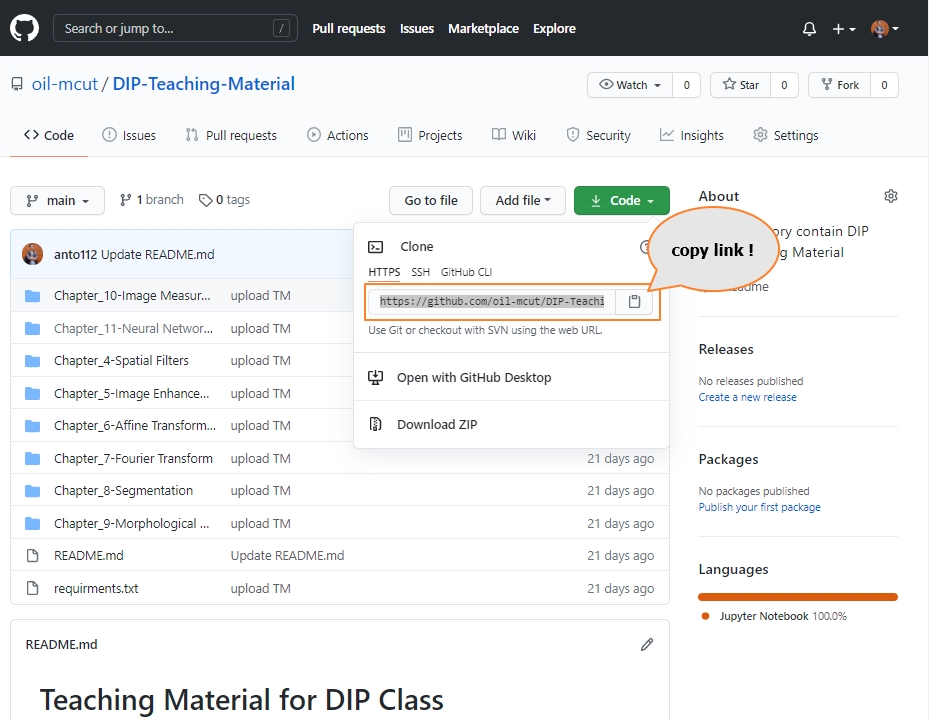 Search or jump to... /
Pull requests Issues Marketplace Explore
oil-mcut / DIP-Teaching-Material
Watch 0 Star 0 Fork 0
Code Issues Pull requests Actions Projects Wiki Security Insights Settings
main 1 branch 0 tags Go to file Add file Code
anto112 Update README.md
Chapter_10-Image Measur... upload TM
Chapter_11-Neural Networ... upload TM
Chapter_4-Spatial Filters upload TM
Chapter_5-Image Enhance... upload TM
Chapter_6-Affine Transform... upload TM
Chapter_7-Fourier Transform upload TM 21 days ago
Chapter_8-Segmentation upload TM 21 days ago
Chapter_9-Morphological ... upload TM 21 days ago
README.md Update README.md 21 days ago
requirments.txt upload TM 21 days ago
Clone
HTTPS SSH GitHub CLI
https://github.com/oil-mcut/DIP-Teachi
Use Git or checkout with SVN using the web URL.
Open with GitHub Desktop
Download ZIP
copy link !
About
ory contain DIP
g Material
Releases
No releases published
Create a new release
Packages
No packages published
Publish your first package
Languages
Jupyter Notebook 100.0%
README.md
Teaching Material for DIP Class